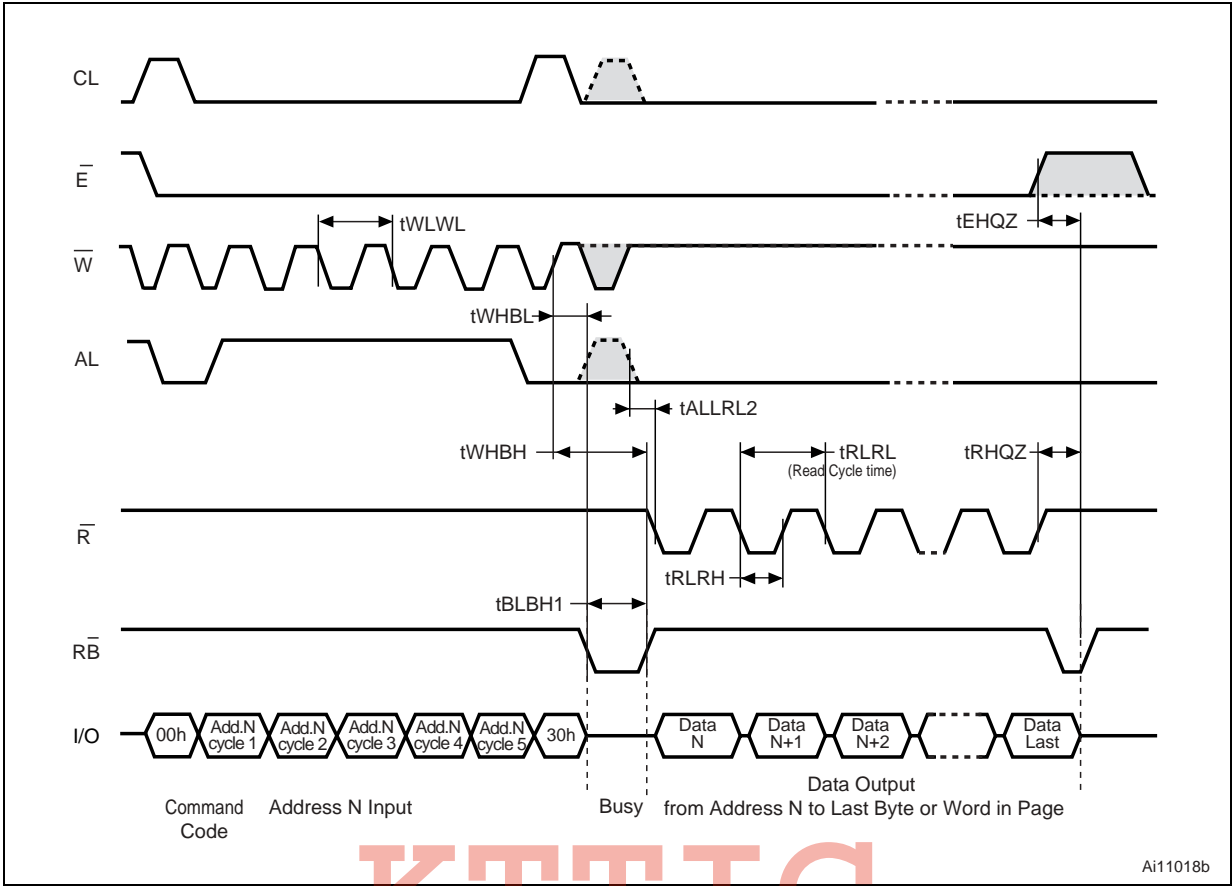 CL
E̅
tWLWL
tEHQZ
W̅
tWHBL
AL
tALLRL2
tWHBH
tRLRL
(Read Cycle time)
tRHQZ
R̅
tRLRH
tBLBH1
RB̅
I/O
00h
Add.N cycle 1
Add.N cycle 2
Add.N cycle 3
Add.N cycle 4
Add.N cycle 5
30h
Data N
Data N+1
Data N+2
Data Last
Command Code
Address N Input
Busy
Data Output
from Address N to Last Byte or Word in Page
Ai11018b